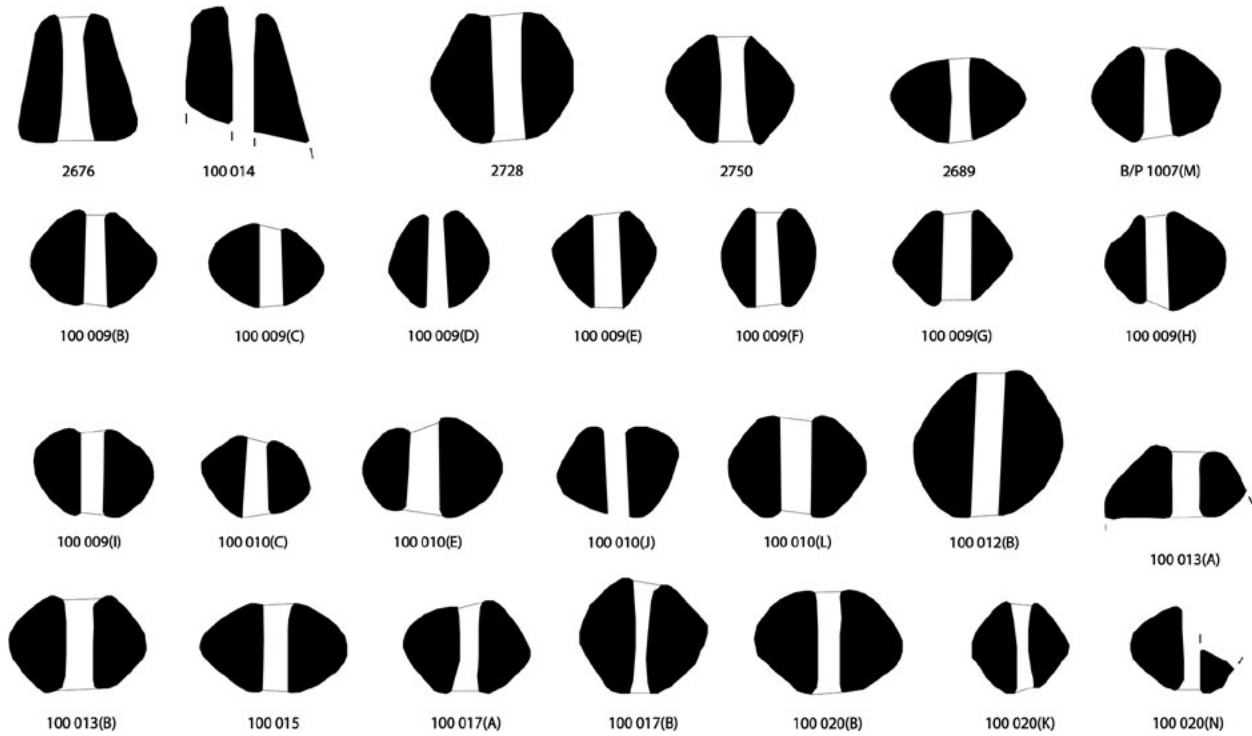 2676
100 014
2728
2750
2689
B/P 1007(M)
100 009(B)
100 009(C)
100 009(D)
100 009(E)
100 009(F)
100 009(G)
100 009(H)
100 009(I)
100 010(C)
100 010(E)
100 010(J)
100 010(L)
100 012(B)
100 013(A)
100 013(B)
100 015
100 017(A)
100 017(B)
100 020(B)
100 020(K)
100 020(N)